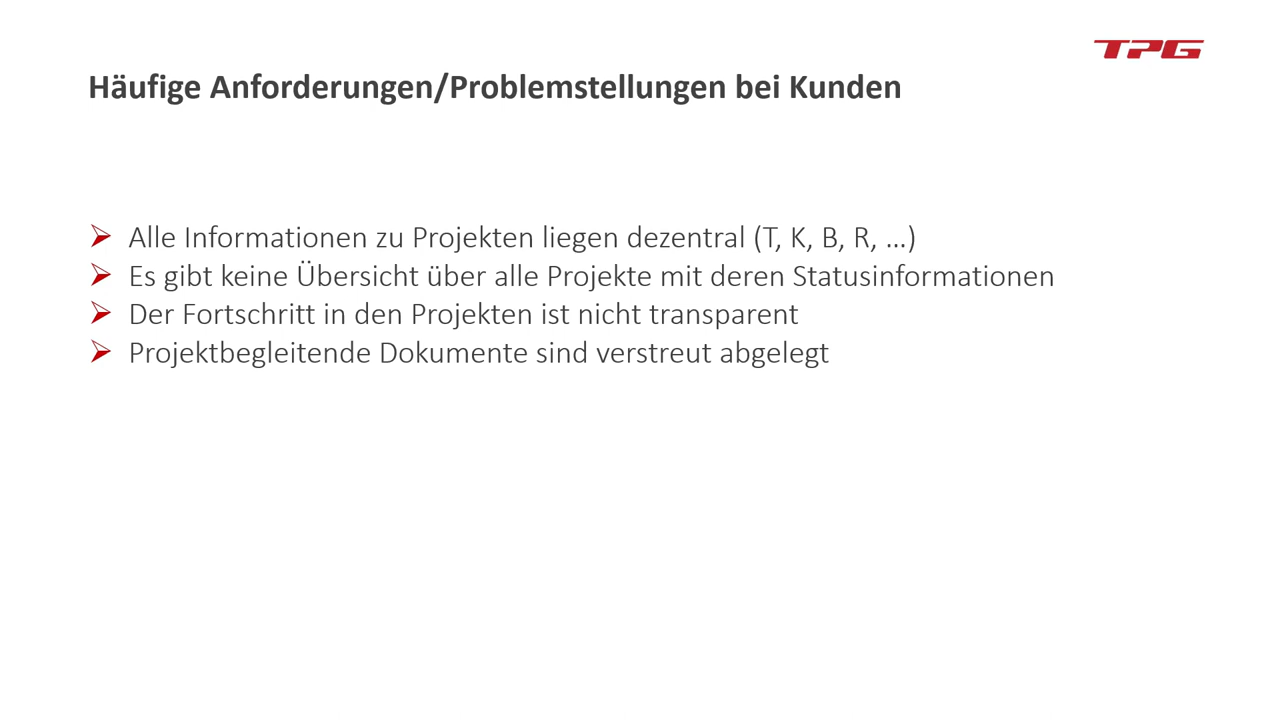 TPG
Häufige Anforderungen/Problemstellungen bei Kunden
Alle Informationen zu Projekten liegen dezentral (T, K, B, R, …)
Es gibt keine Übersicht über alle Projekte mit deren Statusinformationen
Der Fortschritt in den Projekten ist nicht transparent
Projektbegleitende Dokumente sind verstreut abgelegt